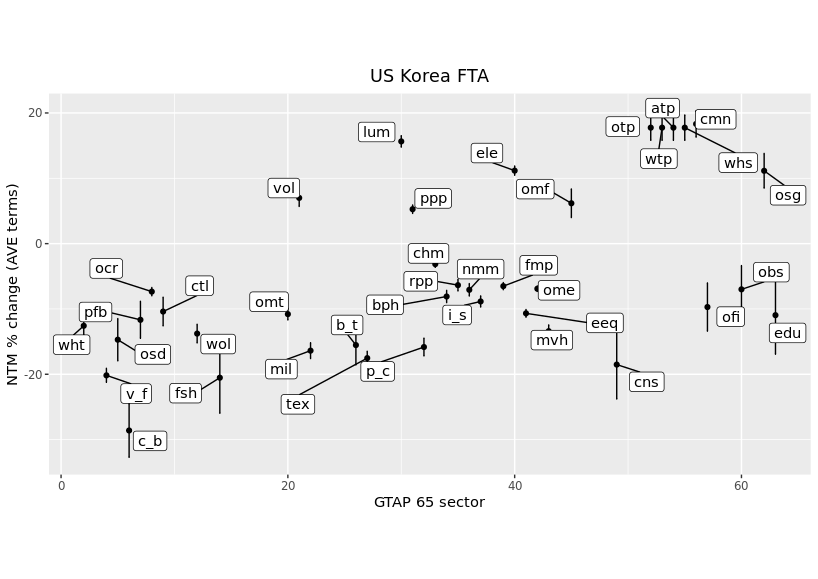 US Korea FTA
NTM % change (AVE terms)
20
0
-20
atp
cmn
otp
lum
wtp
whs
ele
omf
osg
vol
ppp
chm
ocr
nmm
fmp
obs
rpp
ctl
ome
omt
bph
pfb
i_s
ofi
b_t
eeq
edu
wht
wol
mvh
osd
mil
p_c
cns
fsh
v_f
tex
c_b
0
20
40
60
GTAP 65 sector